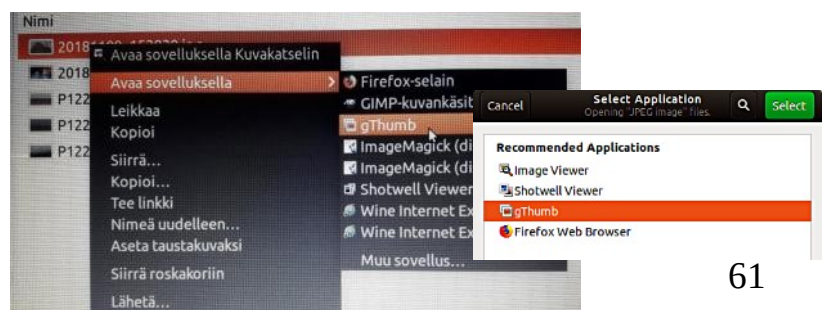 Nimi
2018
Avaa sovelluksella Kuvakatselin
2018
Avaa sovelluksella
P122
Leikkaa
P122
Kopioi
P122
Siirrä...
Kopioi...
Tee linkki
Nimeä uudelleen...
Aseta taustakuvaksi
Siirrä roskakoriin
Lähetä...
Firefox-selain
GIMP-kuvankäsit
gThumb
ImageMagick (di
ImageMagick (di
Shotwell Viewer
Wine Internet Ex
Wine Internet Ex
Muu sovellus...
Cancel
Select Application
Opening "JPEG image" files.
Select
Recommended Applications
Image Viewer
Shotwell Viewer
gThumb
Firefox Web Browser
61